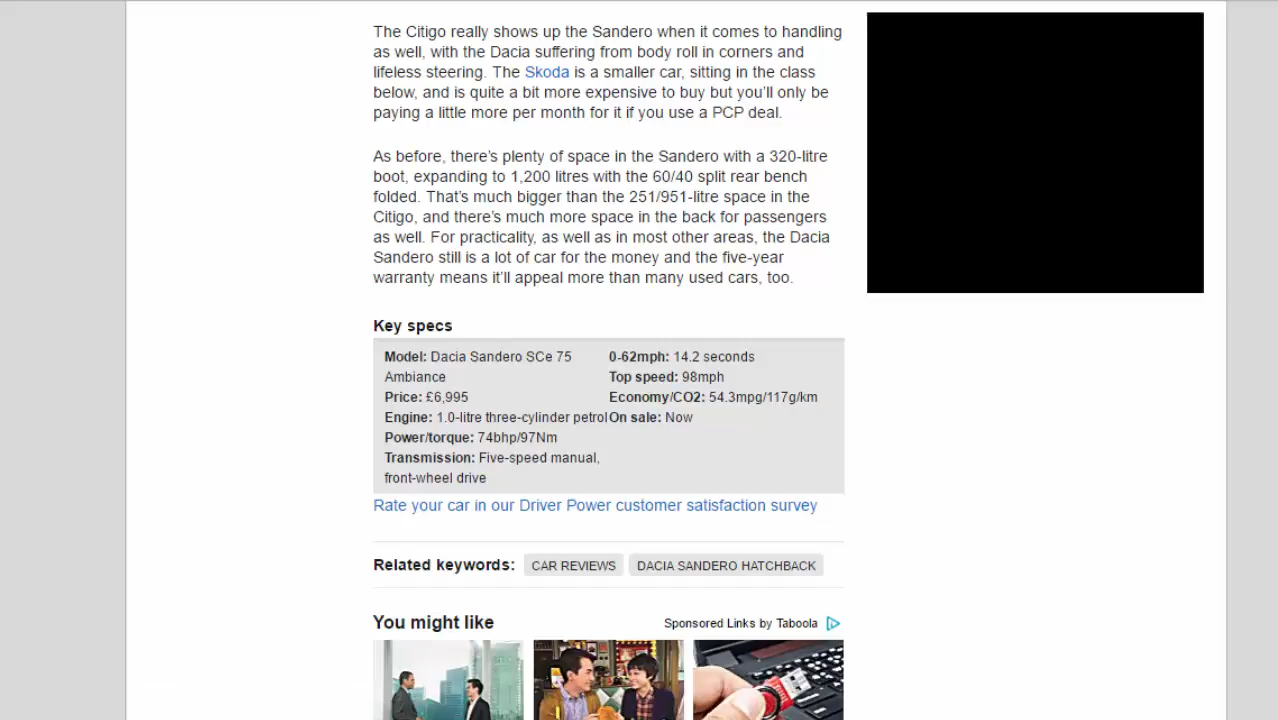 The Citigo really shows up the Sandero when it comes to handling
as well, with the Dacia suffering from body roll in corners and
lifeless steering. The Skoda is a smaller car, sitting in the class
below, and is quite a bit more expensive to buy but you’ll only be
paying a little more per month for it if you use a PCP deal.
As before, there’s plenty of space in the Sandero with a 320-litre
boot, expanding to 1,200 litres with the 60/40 split rear bench
folded. That’s much bigger than the 251/951-litre space in the
Citigo, and there’s much more space in the back for passengers
as well. For practicality, as well as in most other areas, the Dacia
Sandero still is a lot of car for the money and the five-year
warranty means it’ll appeal more than many used cars, too.
Key specs
Model: Dacia Sandero SCe 75
Ambiance
Price: £6,995
Engine: 1.0-litre three-cylinder petrol
Power/torque: 74bhp/97Nm
Transmission: Five-speed manual,
front-wheel drive
0-62mph: 14.2 seconds
Top speed: 98mph
Economy/CO2: 54.3mpg/117g/km
On sale: Now
Rate your car in our Driver Power customer satisfaction survey
Related keywords: CAR REVIEWS DACIA SANDERO HATCHBACK
You might like
Sponsored Links by Taboola